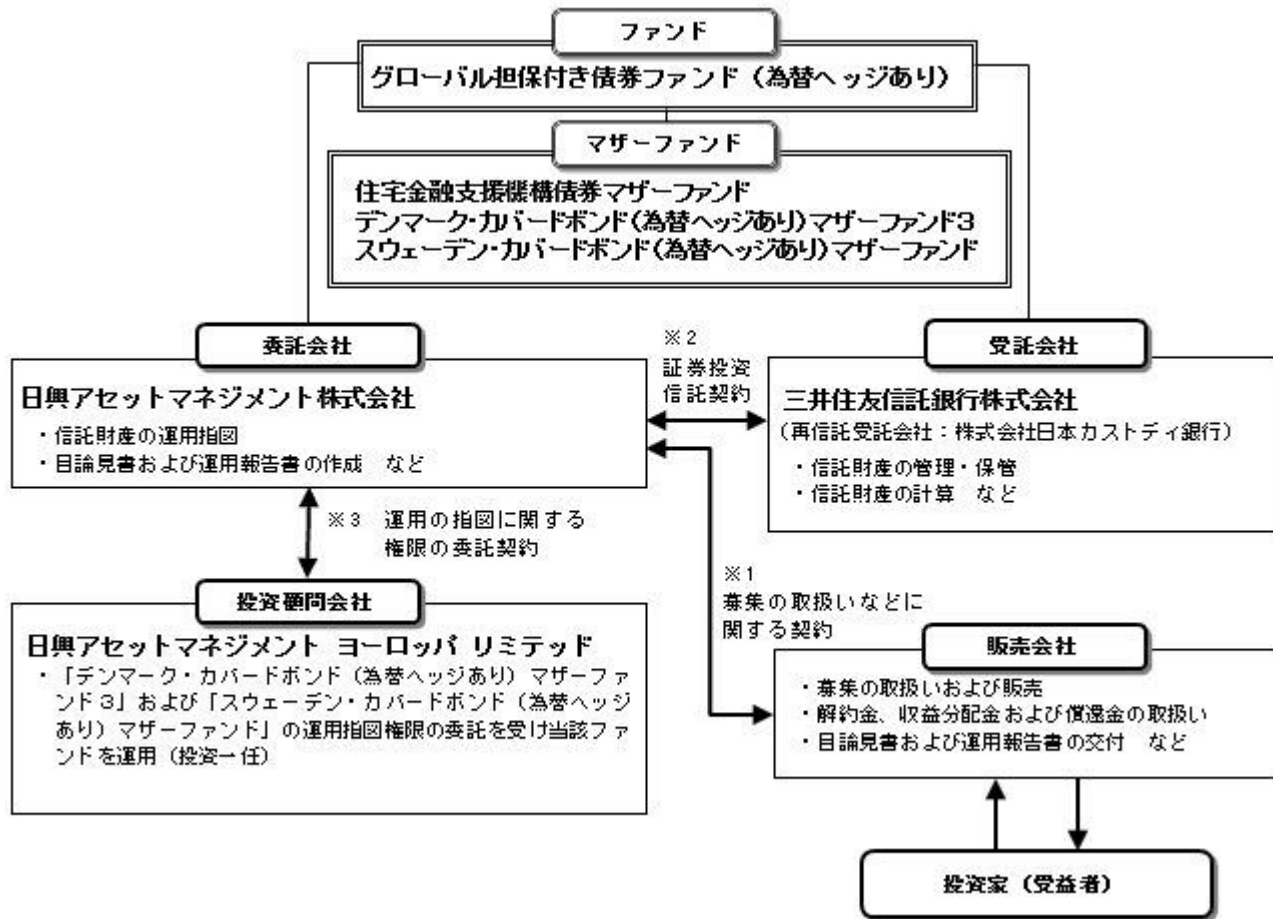 ファンド
グローバル担保付き債券ファンド（為替ヘッジあり）
マザーファンド
住宅金融支援機構債券マザーファンド
デンマーク・カバードボンド（為替ヘッジあり）マザーファンド3
スウェーデン・カバードボンド（為替ヘッジあり）マザーファンド
委託会社
日興アセットマネジメント株式会社
・信託財産の運用指図
・目論見書および運用報告書の作成　など
※2
証券投資
信託契約
受託会社
三井住友信託銀行株式会社
（再信託受託会社：株式会社日本カストディ銀行）
・信託財産の管理・保管
・信託財産の計算　など
※3　運用の指図に関する
権限の委託契約
投資顧問会社
日興アセットマネジメント ヨーロッパ リミテッド
・「デンマーク・カバードボンド（為替ヘッジあり）マザーファ
ンド3」および「スウェーデン・カバードボンド（為替ヘッジ
あり）マザーファンド」の運用指図権限の委託を受け当該ファ
ンドを運用（投資一任）
※1
募集の取扱いなどに
関する契約
販売会社
・募集の取扱いおよび販売
・解約金、収益分配金および償還金の取扱い
・目論見書および運用報告書の交付　など
投資家（受益者）